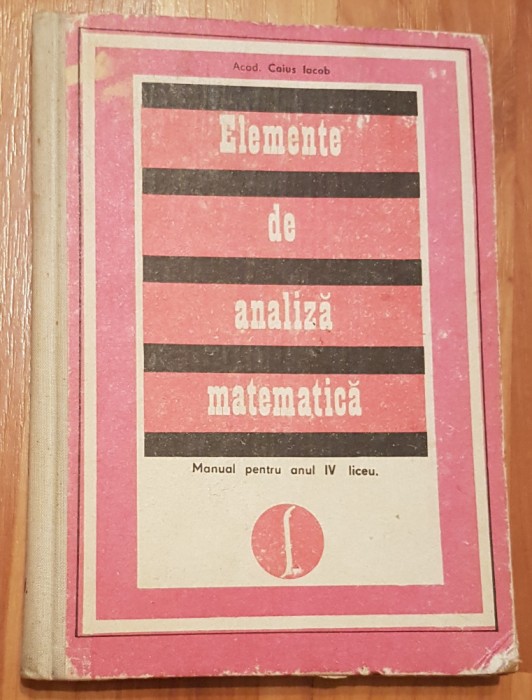 Acad. Caius Iacob
Elemente
de
analiză
matematică
Manual pentru anul IV liceu.